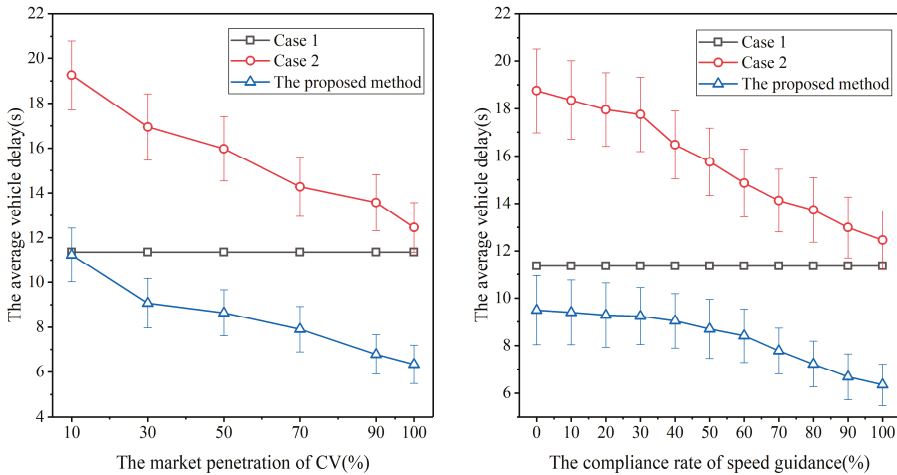 22
20
18
16
14
12
10
8
6
4
The average vehicle delay(s)
Case 1
Case 2
The proposed method
10 30 50 70 90 100
The market penetration of CV(%)
22
20
18
16
14
12
10
8
6
The average vehicle delay(s)
Case 1
Case 2
The proposed method
0 10 20 30 40 50 60 70 80 90 100
The compliance rate of speed guidance(%)